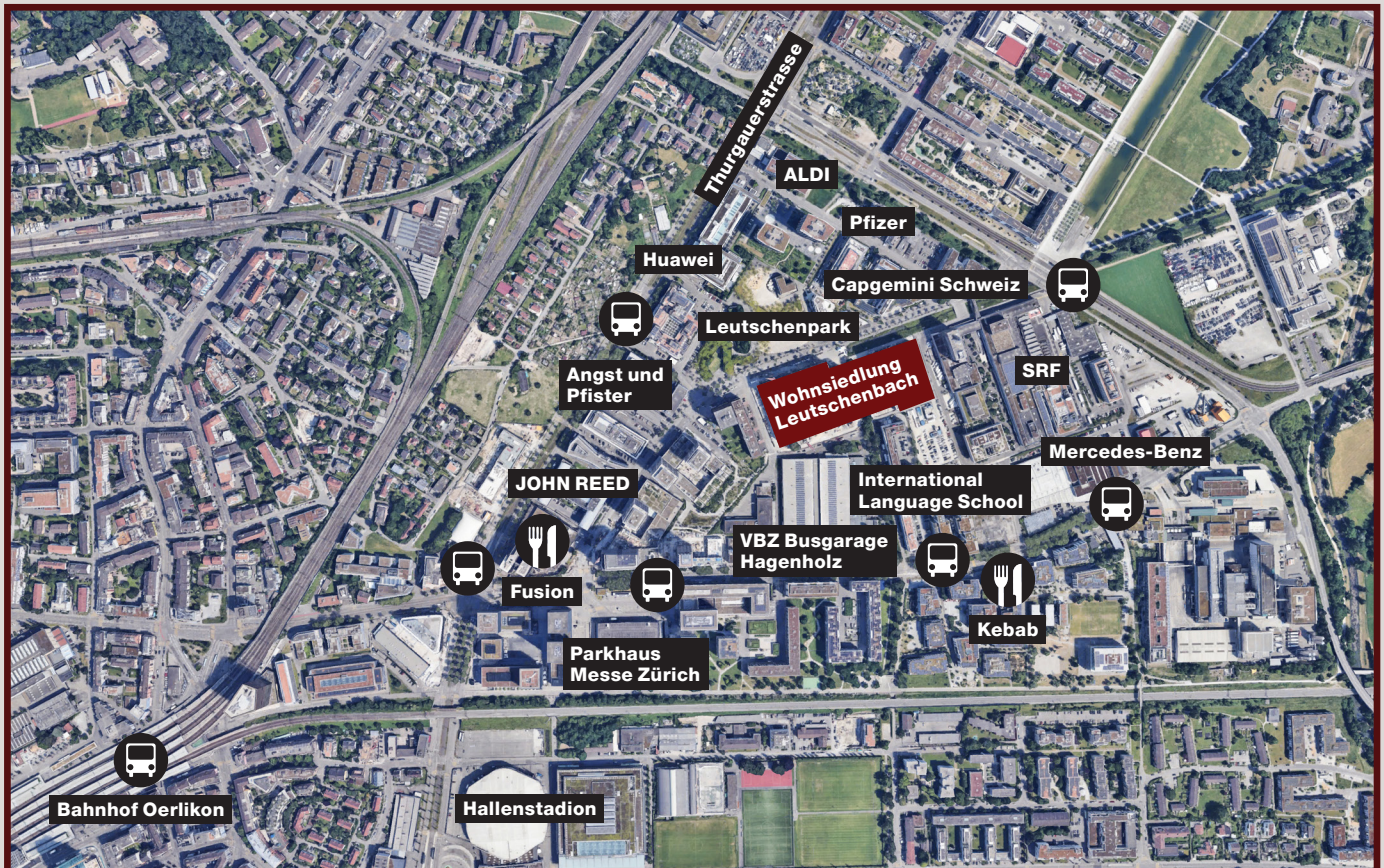 Thurgauerstrasse
ALDI
Pfizer
Huawei
Capgemini Schweiz
Leutschenpark
Angst und
Pfister
Wohnsiedlung
Leutschenbach
SRF
Mercedes-Benz
JOHN REED
International
Language School
VBZ Busgarage
Hagenholz
Fusion
Kebab
Parkhaus
Messe Zürich
Bahnhof Oerlikon
Hallenstadion